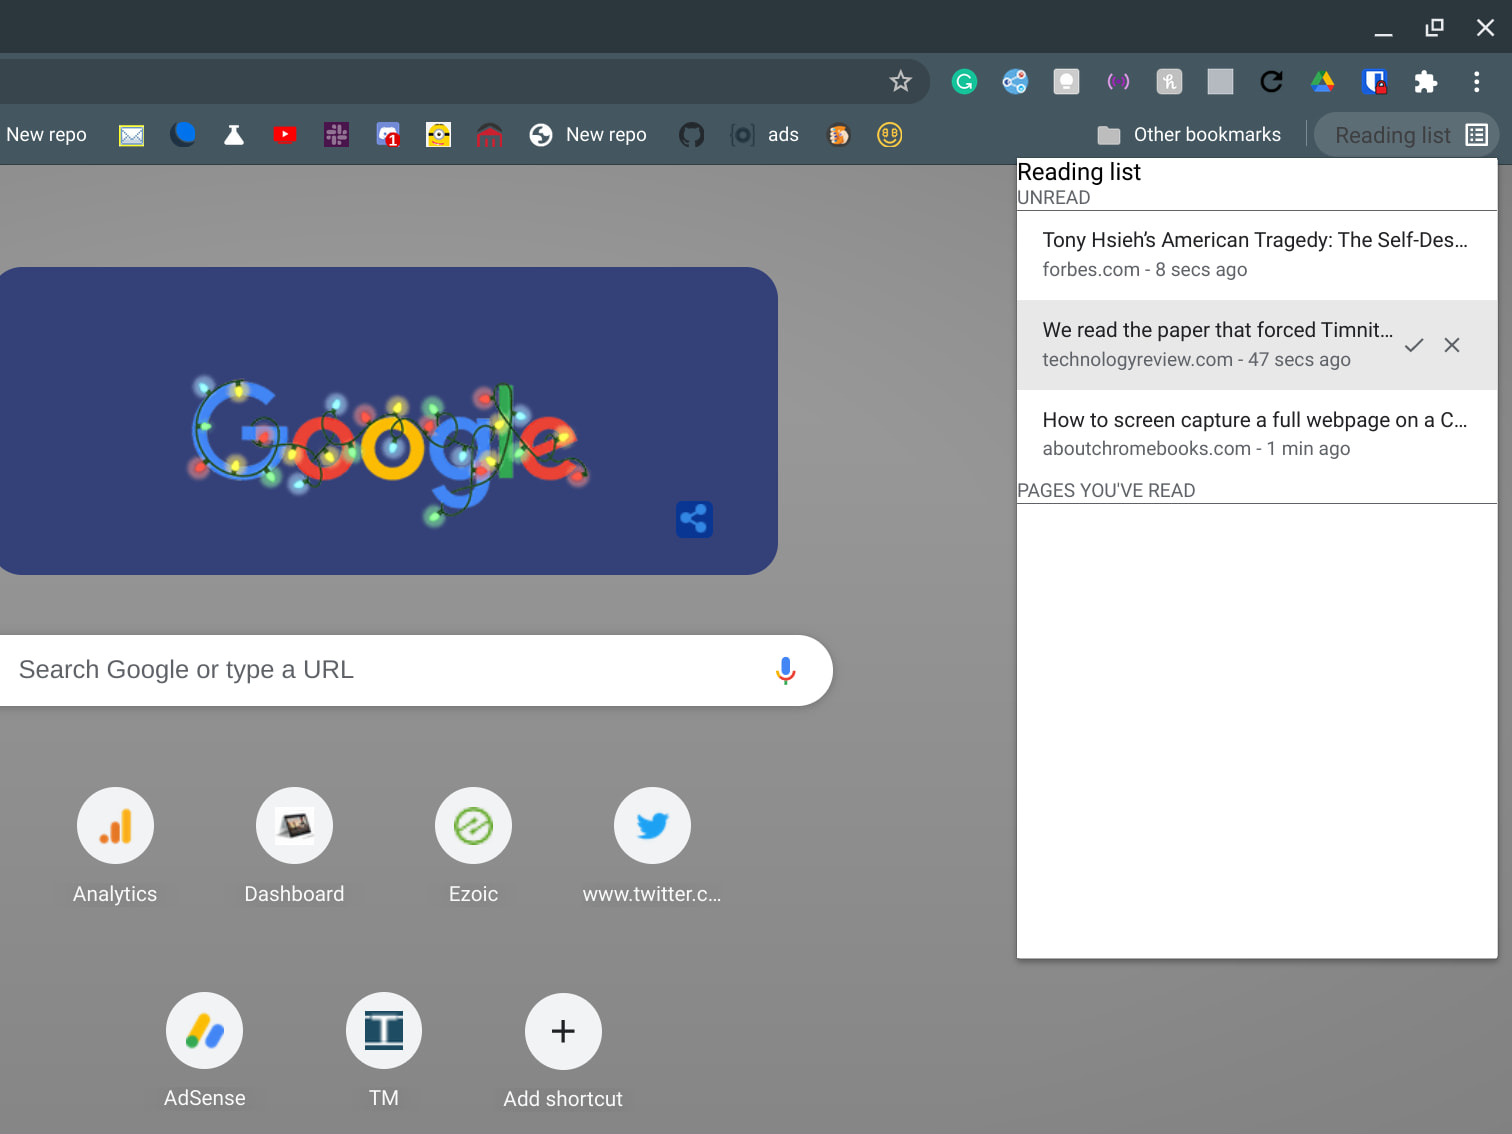 New repo
1
New repo
ads
Other bookmarks
Reading list
Reading list
UNREAD
Tony Hsieh's American Tragedy: The Self-Des...
forbes.com - 8 secs ago
We read the paper that forced Timnit...
technologyreview.com - 47 secs ago
How to screen capture a full webpage on a C...
aboutchromebooks.com - 1 min ago
PAGES YOU'VE READ
Google
Search Google or type a URL
Analytics
Dashboard
Ezoic
www.twitter.c...
T
AdSense
TM
Add shortcut